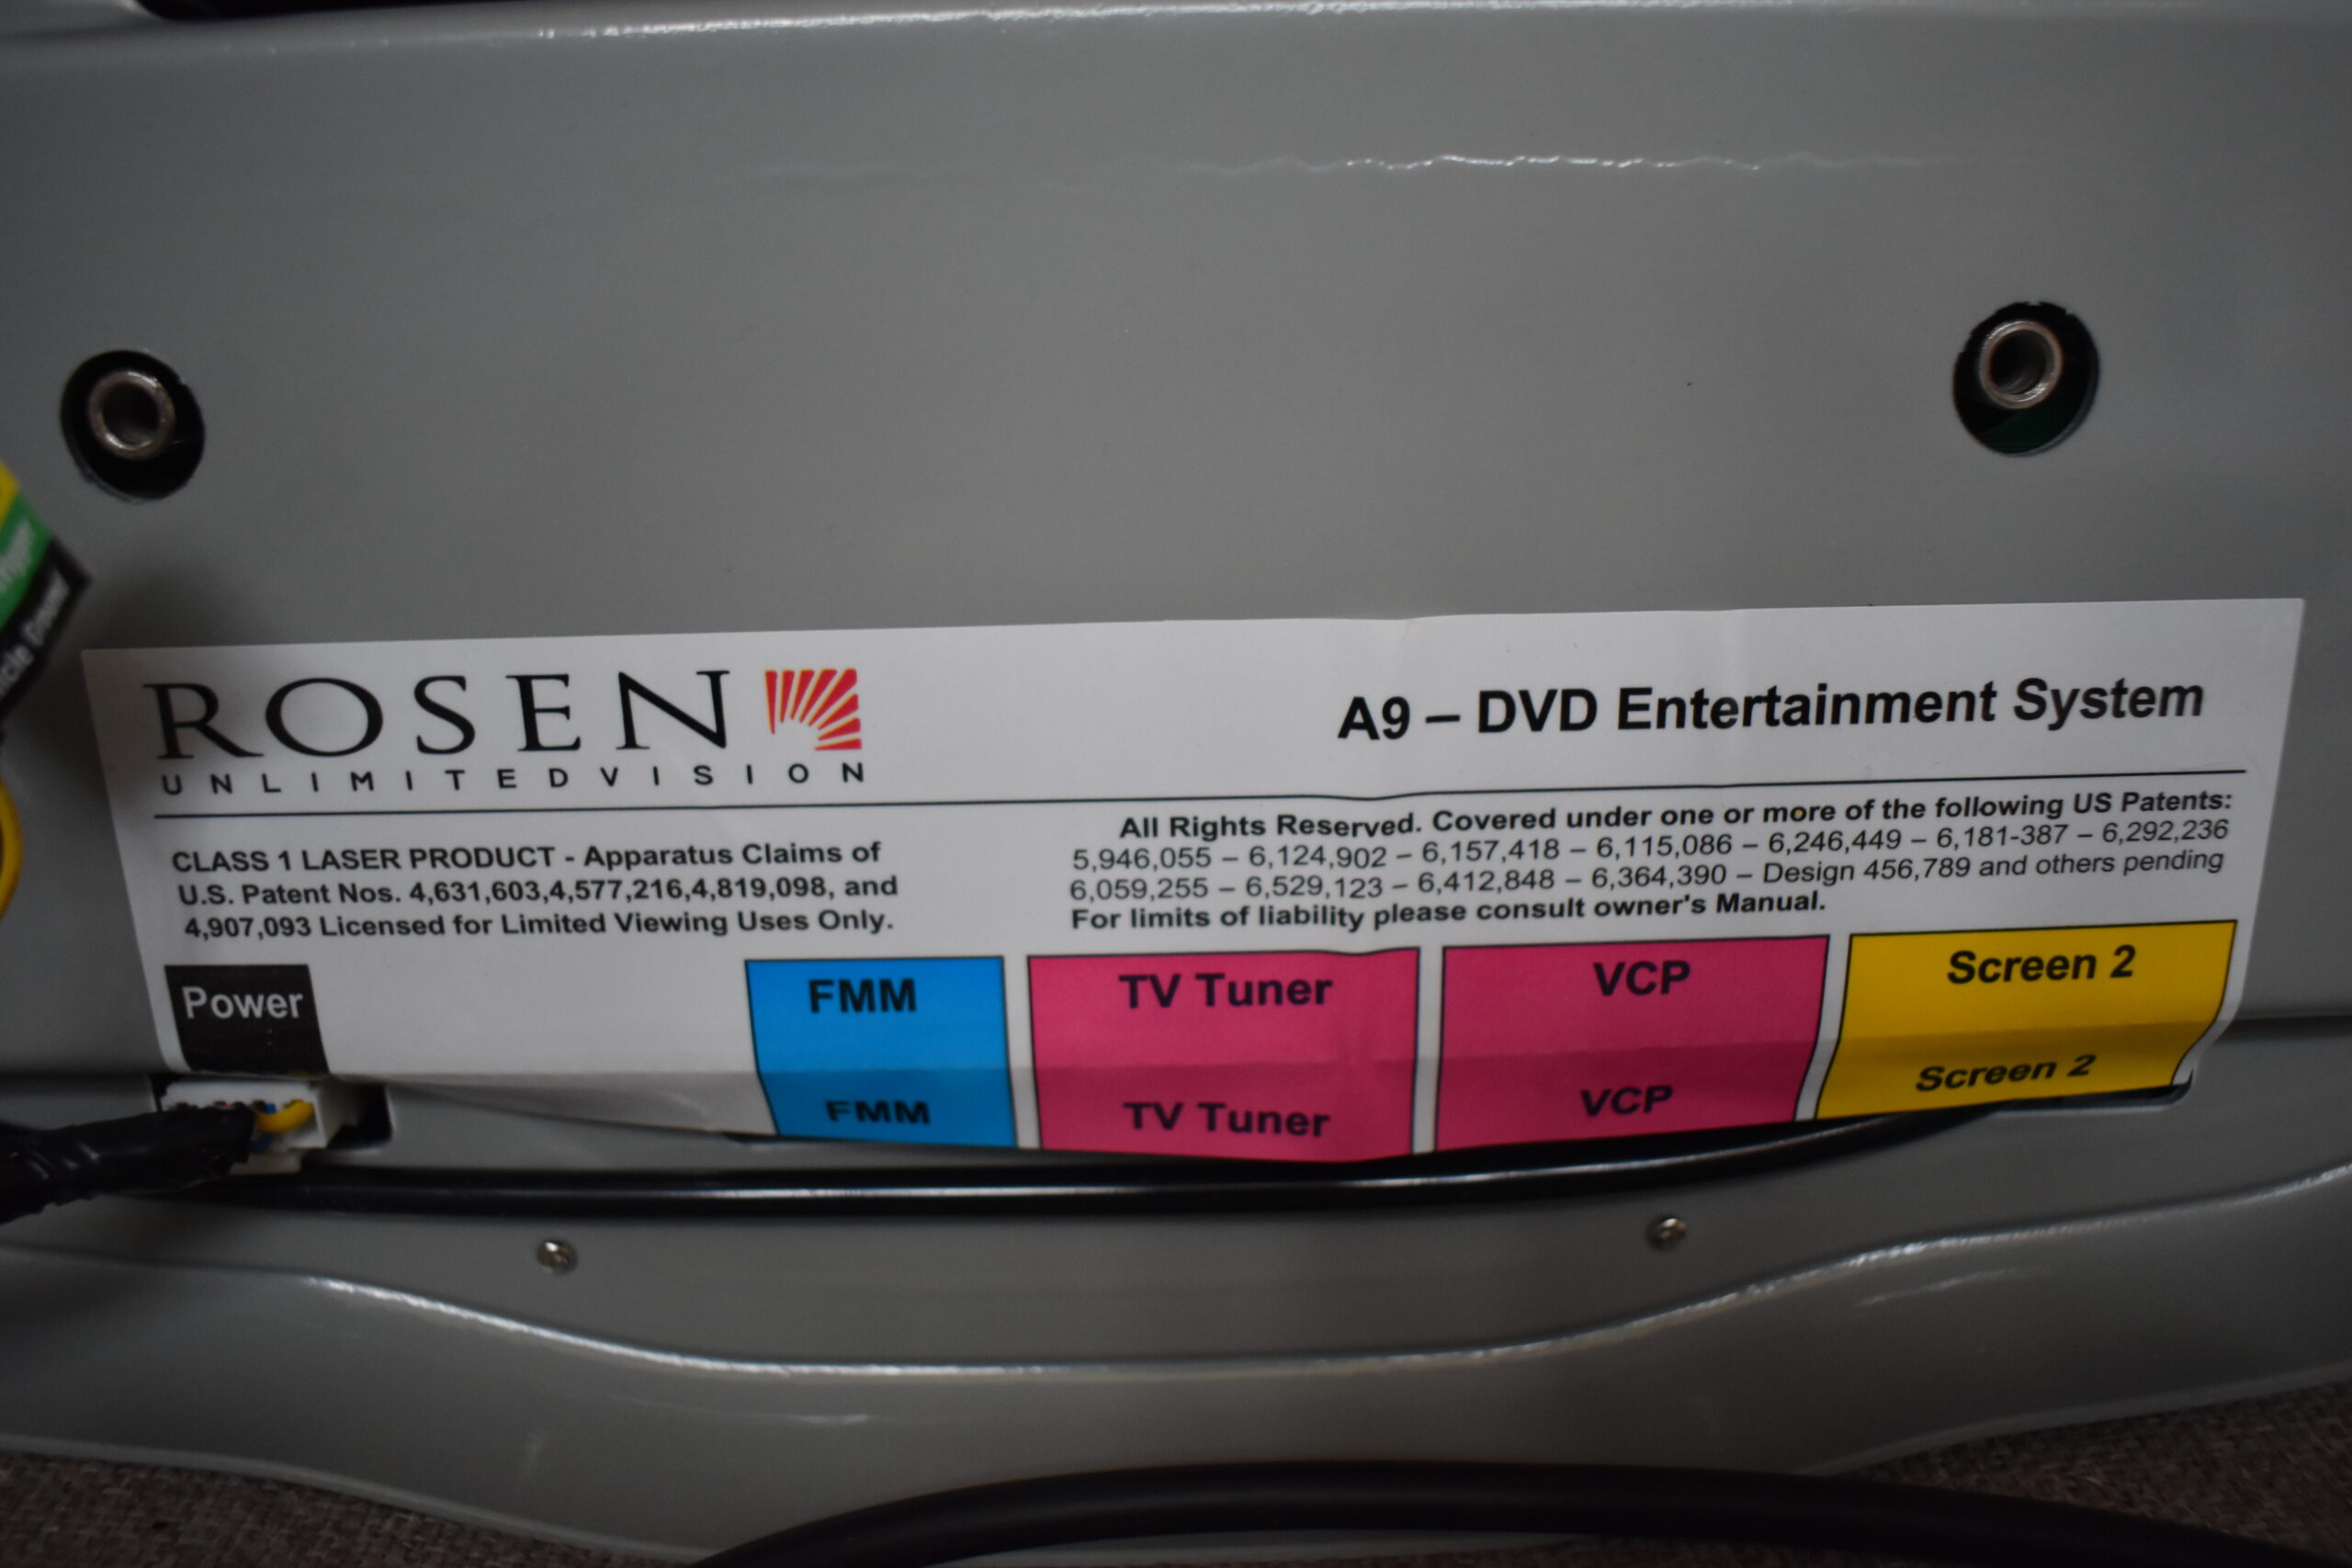 ROSEN
UNLIMITEDVISION
A9 – DVD Entertainment System
CLASS 1 LASER PRODUCT - Apparatus Claims of
U.S. Patent Nos. 4,631,603,4,577,216,4,819,098, and
4,907,093 Licensed for Limited Viewing Uses Only.
All Rights Reserved. Covered under one or more of the following US Patents:
5,946,055 – 6,124,902 – 6,157,418 – 6,115,086 – 6,246,449 – 6,181-387 – 6,292,236
6,059,255 – 6,529,123 – 6,412,848 – 6,364,390 – Design 456,789 and others pending
For limits of liability please consult owner's Manual.
Power
FMM
TV Tuner
VCP
Screen 2
FMM
TV Tuner
VCP
Screen 2
Ground